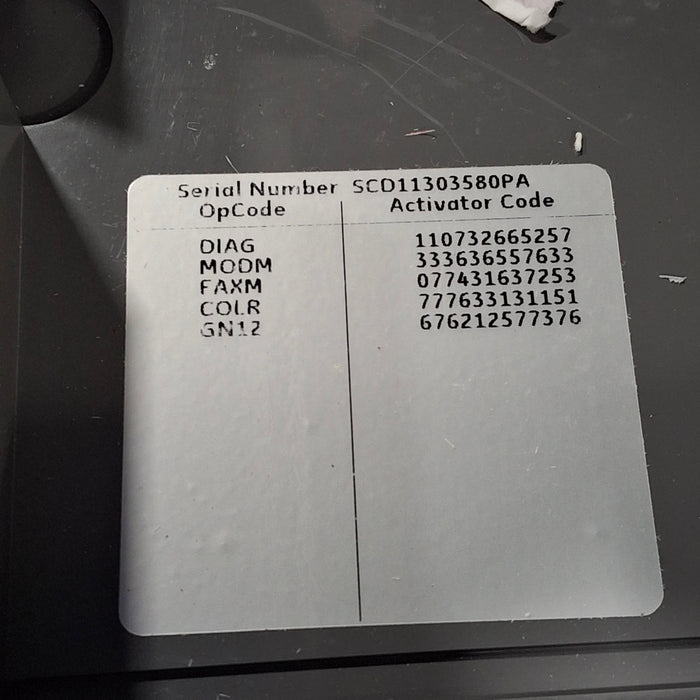 Serial Number SCD11303580PA
OpCode Activator Code
DIAG 110732665257
MODM 333636557633
FAXM 077431637253
COLR 777633131151
GN12 676212577376